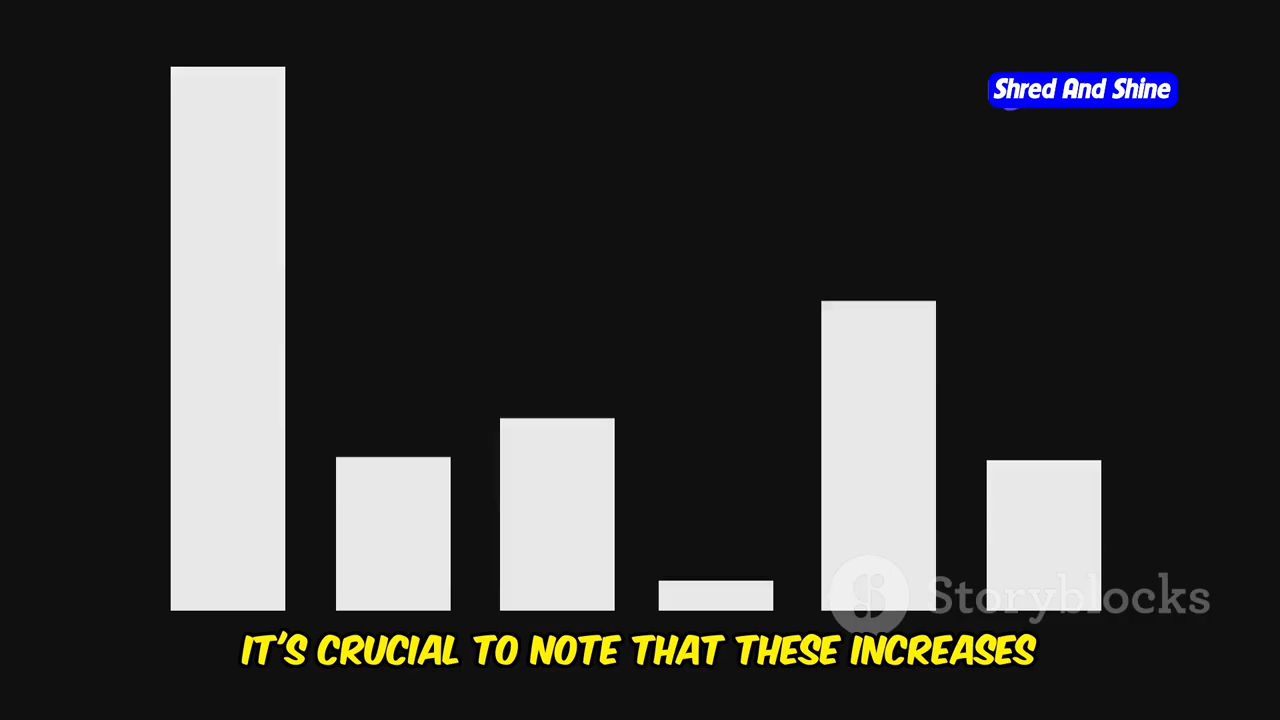 Shred And Shine
Storyblocks
IT'S CRUCIAL TO NOTE THAT THESE INCREASES